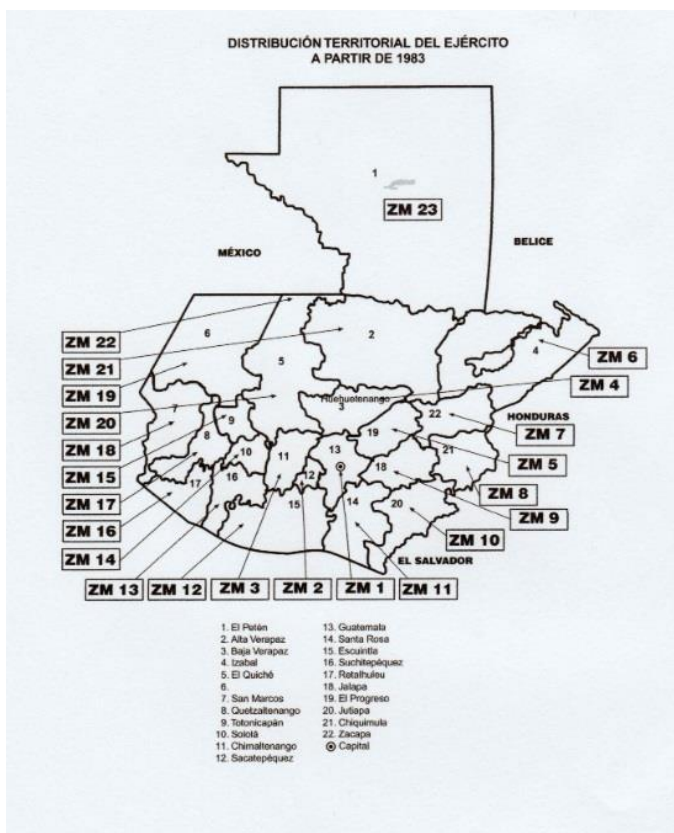 DISTRIBUCIÓN TERRITORIAL DEL EJÉRCITO
A PARTIR DE 1983
1
ZM 23
MÉXICO
BELICE
6
2
4
ZM 22
ZM 6
ZM 21
5
ZM 4
ZM 19
Huehuetenango
3
HONDURAS
ZM 20
7
9
22
ZM 7
ZM 18
8
19
ZM 5
ZM 15
10
11
13
21
ZM 17
17
16
12
18
ZM 8
ZM 16
15
14
20
ZM 9
ZM 14
ZM 10
EL SALVADOR
ZM 13
ZM 12
ZM 3
ZM 2
ZM 1
ZM 11
1. El Petén
2. Alta Verapaz
3. Baja Verapaz
4. Izabal
5. El Quiché
6.
7. San Marcos
8. Quetzaltenango
9. Totonicapán
10. Sololá
11. Chimaltenango
12. Sacatepéquez
13. Guatemala
14. Santa Rosa
15. Escuintla
16. Suchitepéquez
17. Retalhuleu
18. Jalapa
19. El Progreso
20. Jutiapa
21. Chiquimula
22. Zacapa
Capital